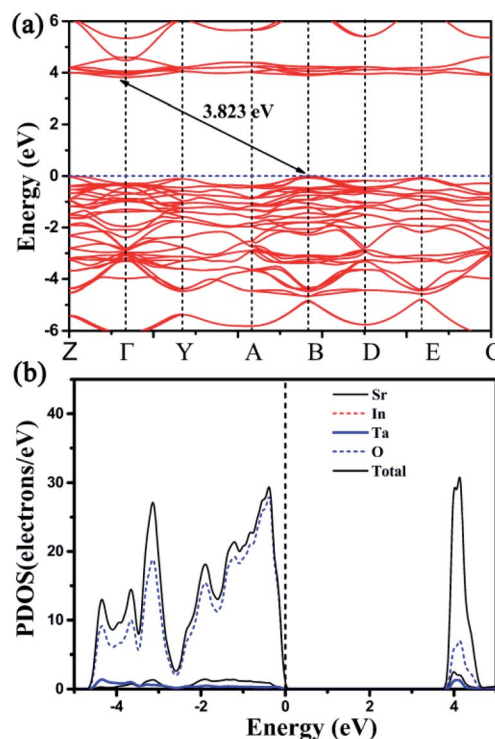 (a)
6
4
2
0
-2
-4
-6
Energy (eV)
3.823 eV
Z Γ Y A B D E C
(b)
Sr
In
Ta
O
Total
40
30
20
10
0
PDOS(electrons/eV)
-4 -2 0 2 4
Energy (eV)